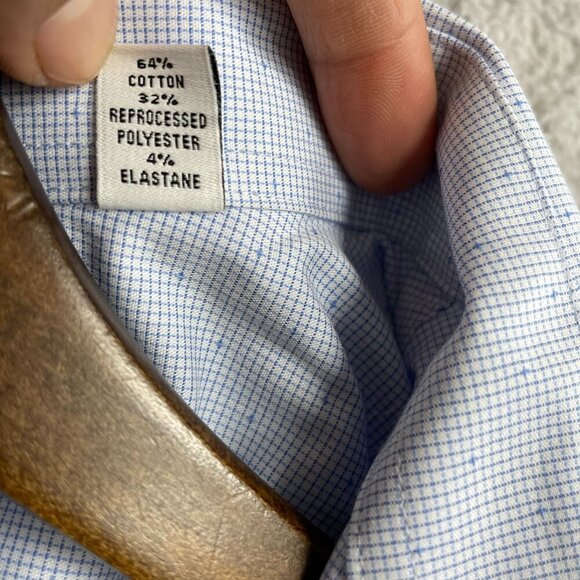 64%
COTTON
32%
REPROCESSED
POLYESTER
4%
ELASTANE